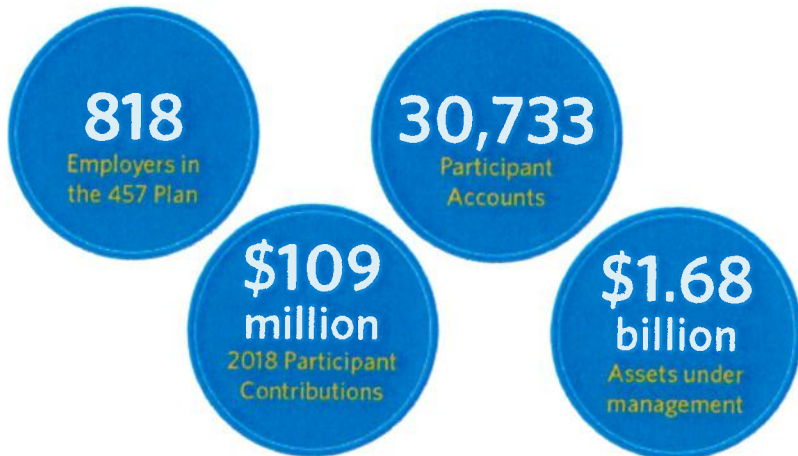 818
Employers in
the 457 Plan
30,733
Participant
Accounts
$109
million
2018 Participant
Contributions
$1.68
billion
Assets under
management